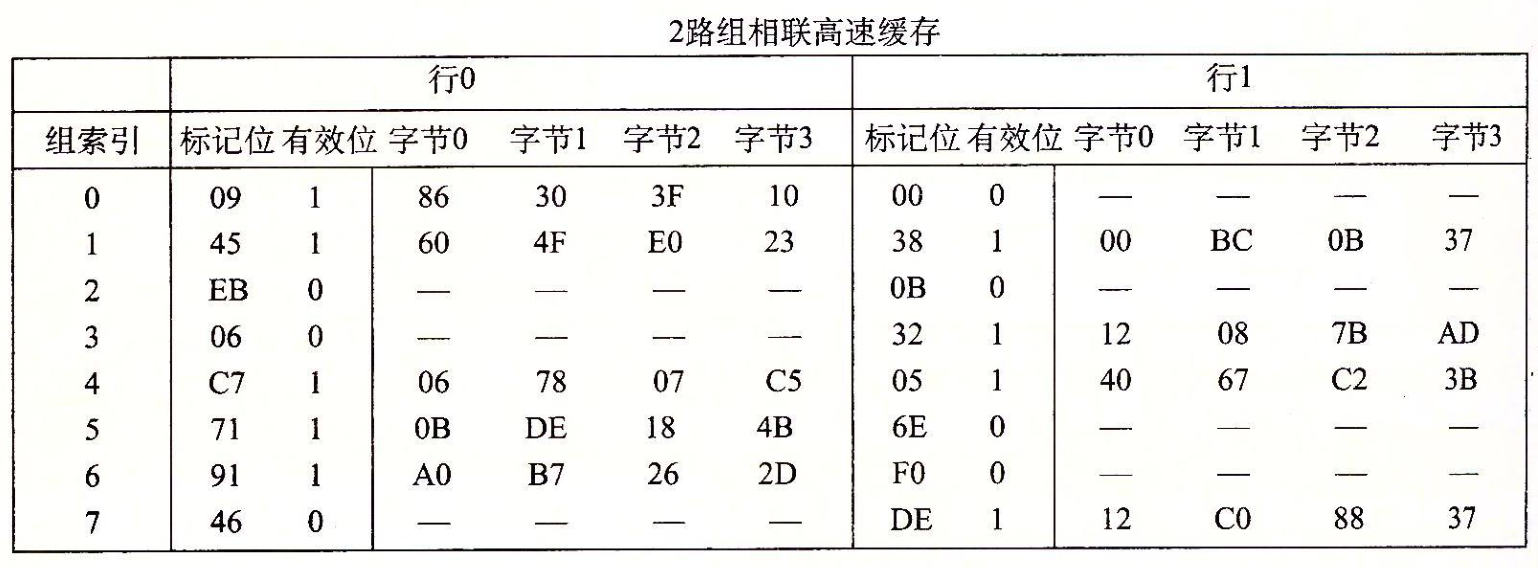 2路组相联高速缓存
行0 行1
组索引 标记位 有效位 字节0 字节1 字节2 字节3 标记位 有效位 字节0 字节1 字节2 字节3
0 09 1 86 30 3F 10 00 0 — — — —
1 45 1 60 4F E0 23 38 1 00 BC 0B 37
2 EB 0 — — — — 0B 0 — — — —
3 06 0 — — — — 32 1 12 08 7B AD
4 C7 1 06 78 07 C5 05 1 40 67 C2 3B
5 71 1 0B DE 18 4B 6E 0 — — — —
6 91 1 A0 B7 26 2D F0 0 — — — —
7 46 0 — — — — DE 1 12 C0 88 37